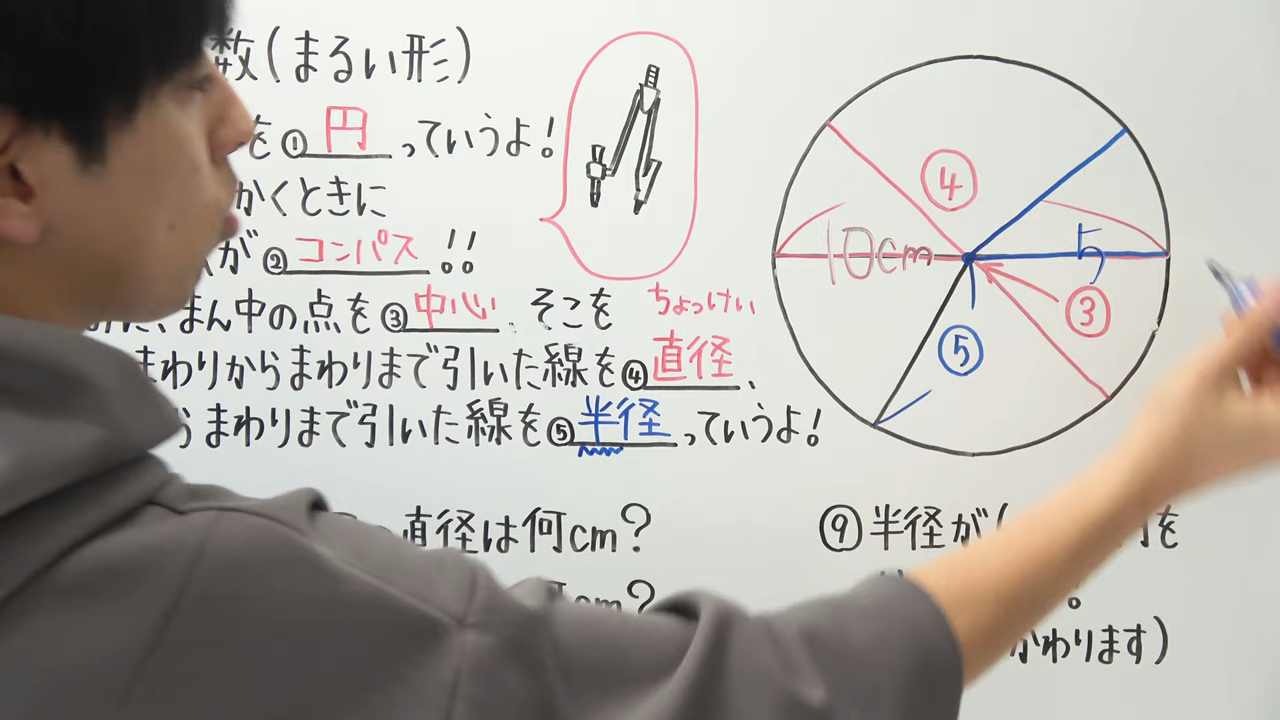 数(まるい形)
を①円っていうよ!
かくときに
が②コンパス!!
まん中の点を③中心、そこを
ちょっけい
まわりからまわりまで引いた線を④直径、
らまわりまで引いた線を⑤半径っていうよ!
④
10cm
5
③
⑤
直径は何cm?
何cm?
⑨半径が(
を
。
かわります)